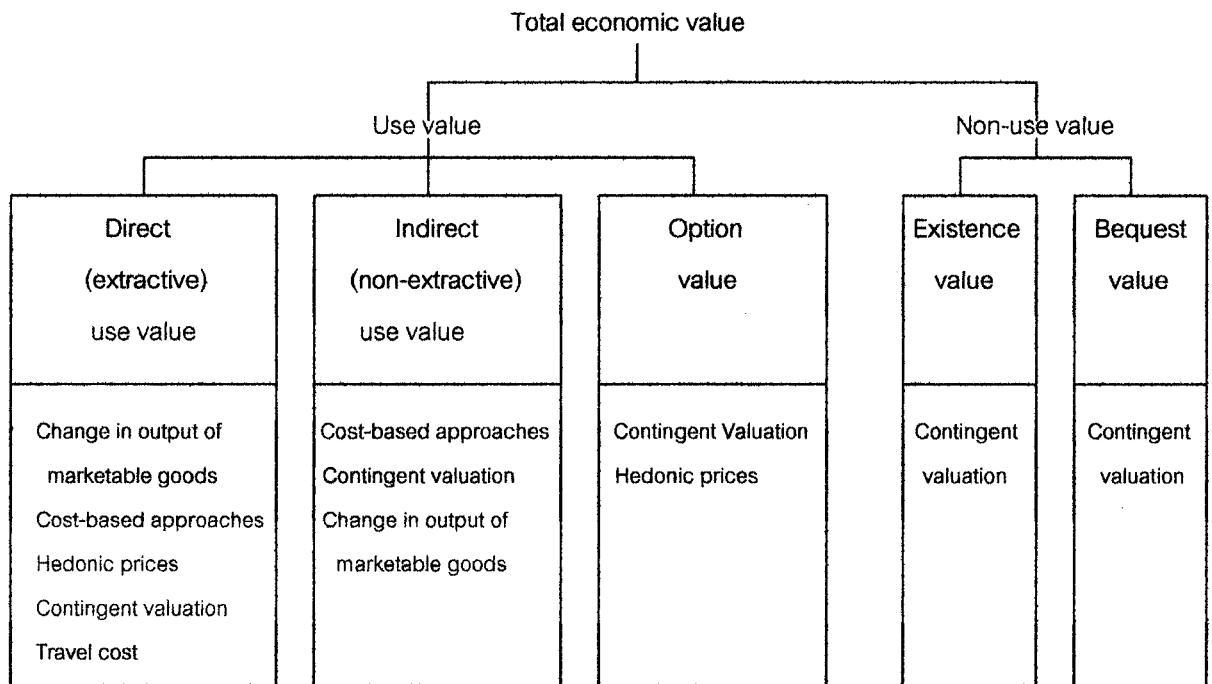 Total economic value
Use value
Non-use value
Direct
(extractive)
use value
Indirect
(non-extractive)
use value
Option
value
Existence
value
Bequest
value
Change in output of
marketable goods
Cost-based approaches
Hedonic prices
Contingent valuation
Travel cost
Cost-based approaches
Contingent valuation
Change in output of
marketable goods
Contingent Valuation
Hedonic prices
Contingent
valuation
Contingent
valuation